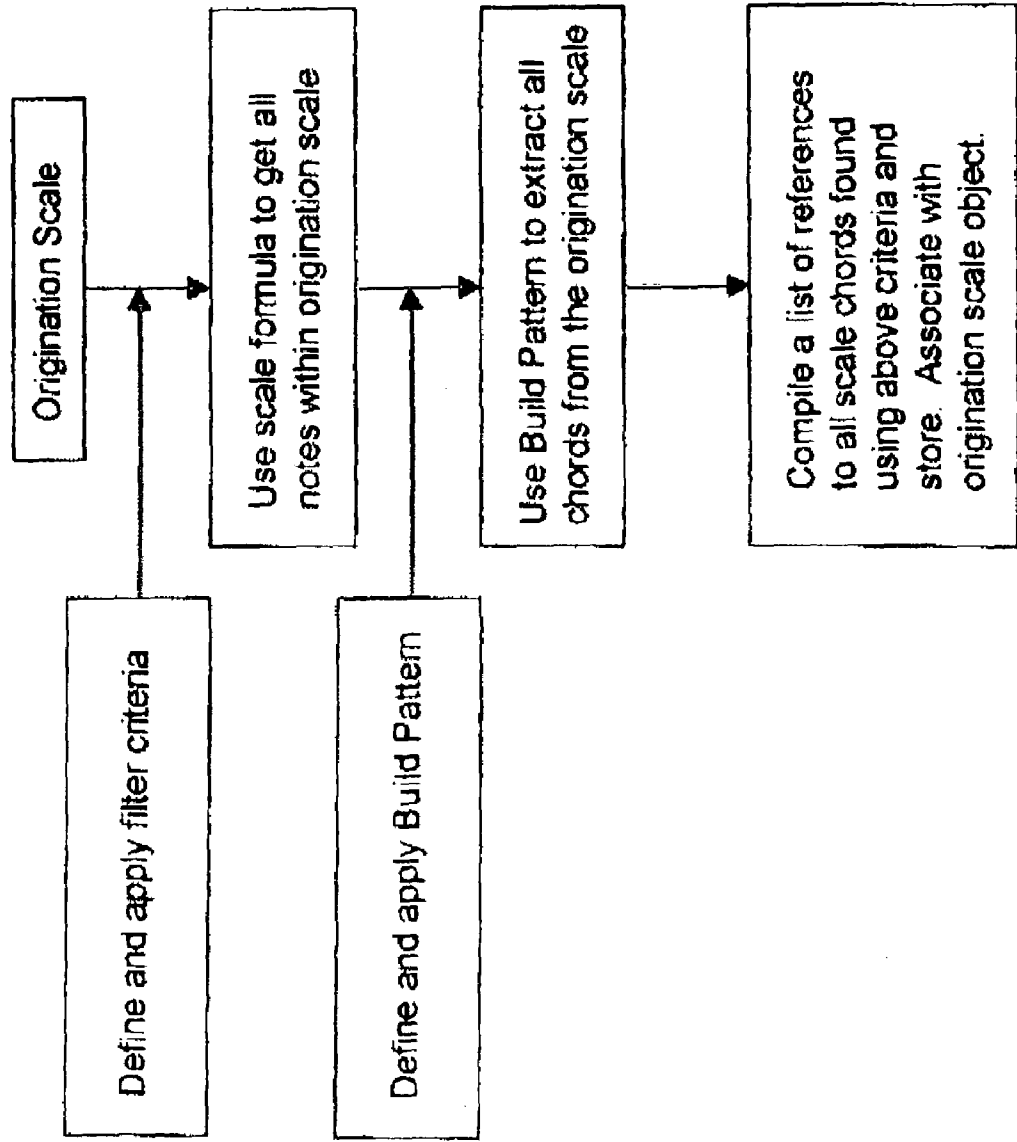 Origination Scale
Define and apply filter criteria
Use scale formula to get all
notes within origination scale
Define and apply Build Pattern
Use Build Pattern to extract all
chords from the origination scale
Compile a list of references
to all scale chords found
using above criteria and
store. Associate with
origination scale object.